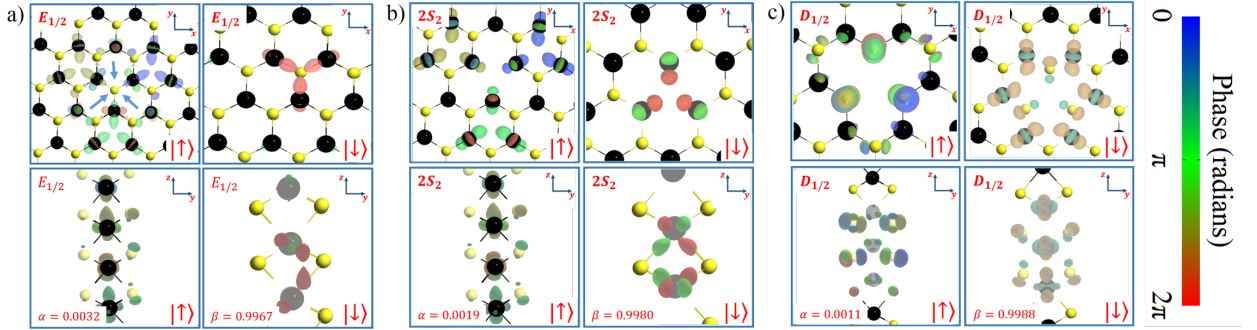 a)
E1/2
y
x
|↑⟩
E1/2
y
x
|↓⟩
E1/2
z
y
α = 0.0032
|↑⟩
E1/2
z
y
β = 0.9967
|↓⟩
b)
2S2
y
x
|↑⟩
2S2
y
x
|↓⟩
2S2
z
y
α = 0.0019
|↑⟩
2S2
z
y
β = 0.9980
|↓⟩
c)
D1/2
y
x
|↑⟩
D1/2
y
x
|↓⟩
D1/2
z
y
α = 0.0011
|↑⟩
D1/2
z
y
β = 0.9988
|↓⟩
0
π
2π
Phase (radians)